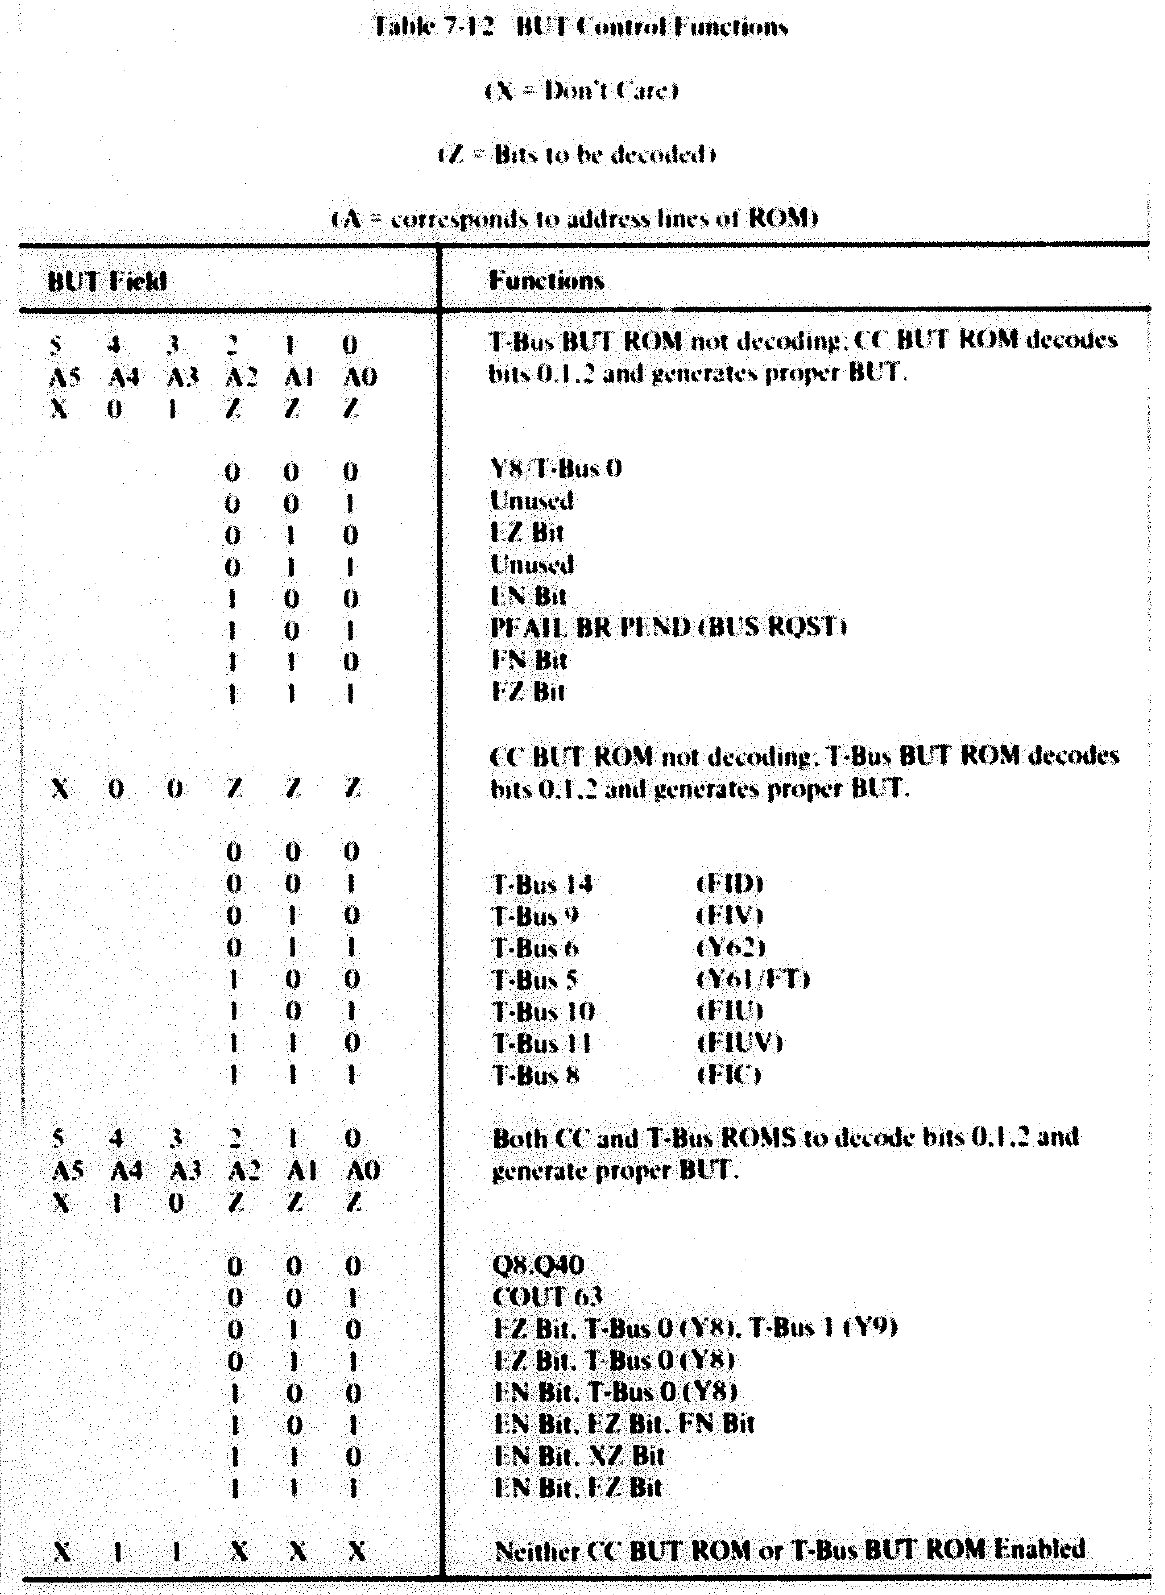 Table 7-12 BUT Control Functions
(X = Don't Care)
(Z = Bits to be decoded)
(A = corresponds to address lines of ROM)
BUT Field Functions
5 4 3 2 1 0 T-Bus BUT ROM not decoding; CC BUT ROM decodes
A5 A4 A3 A2 A1 A0 bits 0,1,2 and generates proper BUT.
X 0 1 Z Z Z
0 0 0 Y8/T-Bus 0
0 0 1 Unused
0 1 0 EZ Bit
0 1 1 Unused
1 0 0 EN Bit
1 0 1 PFAIL BR PEND (BUS RQST)
1 1 0 FN Bit
1 1 1 FZ Bit
CC BUT ROM not decoding; T-Bus BUT ROM decodes
X 0 0 Z Z Z bits 0,1,2 and generates proper BUT.
0 0 0
0 0 1 T-Bus 14 (FID)
0 1 0 T-Bus 9 (FIV)
0 1 1 T-Bus 6 (Y62)
1 0 0 T-Bus 5 (Y61/FT)
1 0 1 T-Bus 10 (FIU)
1 1 0 T-Bus 11 (FIUV)
1 1 1 T-Bus 8 (FIC)
5 4 3 2 1 0 Both CC and T-Bus ROMS to decode bits 0,1,2 and
A5 A4 A3 A2 A1 A0 generate proper BUT.
X 1 0 Z Z Z
0 0 0 Q8,Q40
0 0 1 COUT 63
0 1 0 EZ Bit, T-Bus 0 (Y8), T-Bus 1 (Y9)
0 1 1 EZ Bit, T-Bus 0 (Y8)
1 0 0 EN Bit, T-Bus 0 (Y8)
1 0 1 EN Bit, EZ Bit, FN Bit
1 1 0 EN Bit, XZ Bit
1 1 1 EN Bit, EZ Bit
X 1 1 X X X Neither CC BUT ROM or T-Bus BUT ROM Enabled